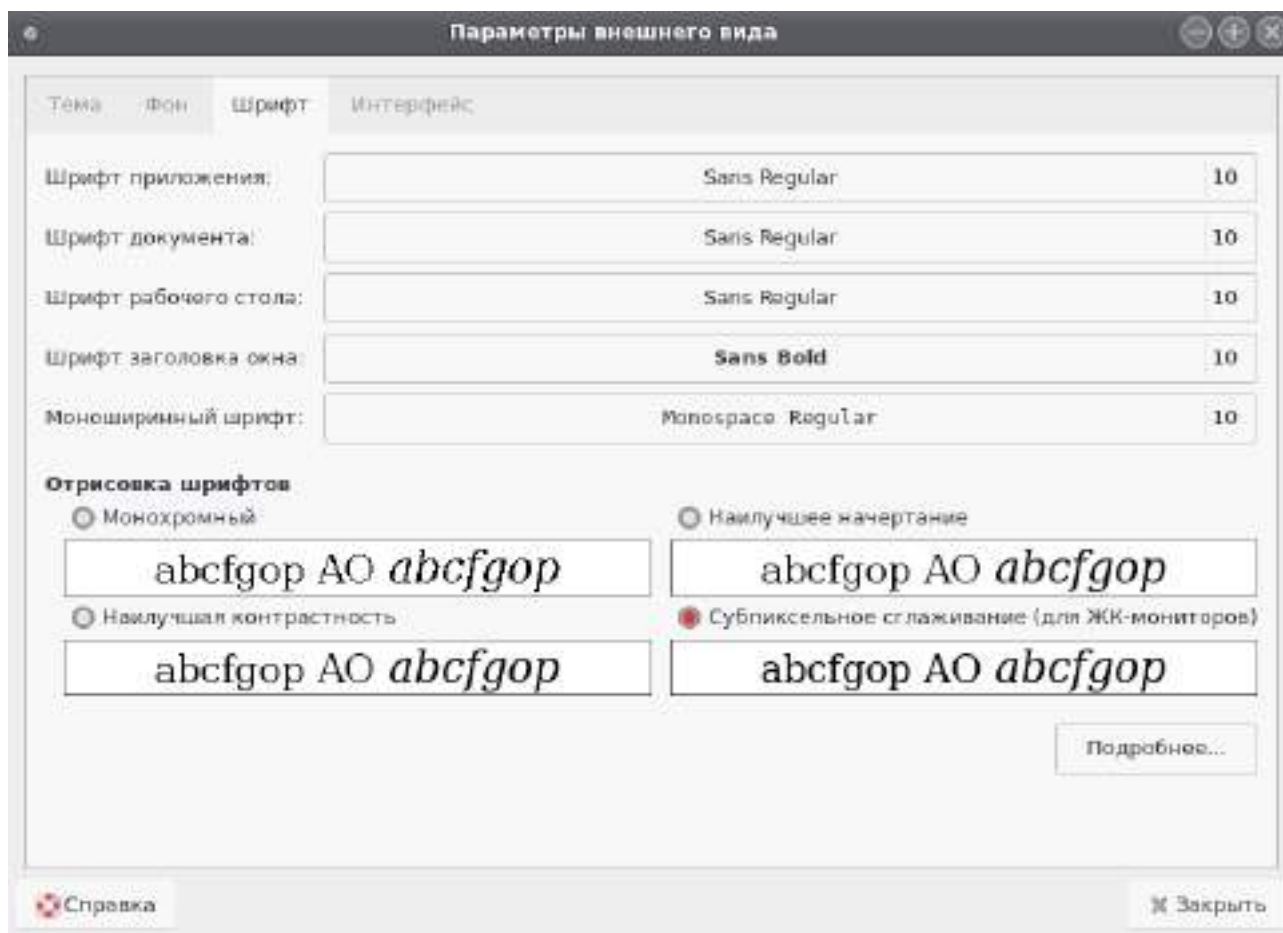 Параметры внешнего вида
Тема Фон Шрифт Интерфейс
Шрифт приложения: Sans Regular 10
Шрифт документа: Sans Regular 10
Шрифт рабочего стола: Sans Regular 10
Шрифт заголовка окна: Sans Bold 10
Моноширинный шрифт: Monospace Regular 10
Отрисовка шрифтов
Монохромный Наилучшее начертание
abcfgop AO abcfgop abcfgop AO abcfgop
Наилучшая контрастность Субпиксельное сглаживание (для ЖК-мониторов)
abcfgop AO abcfgop abcfgop AO abcfgop
Подробнее...
Справка Закрыть